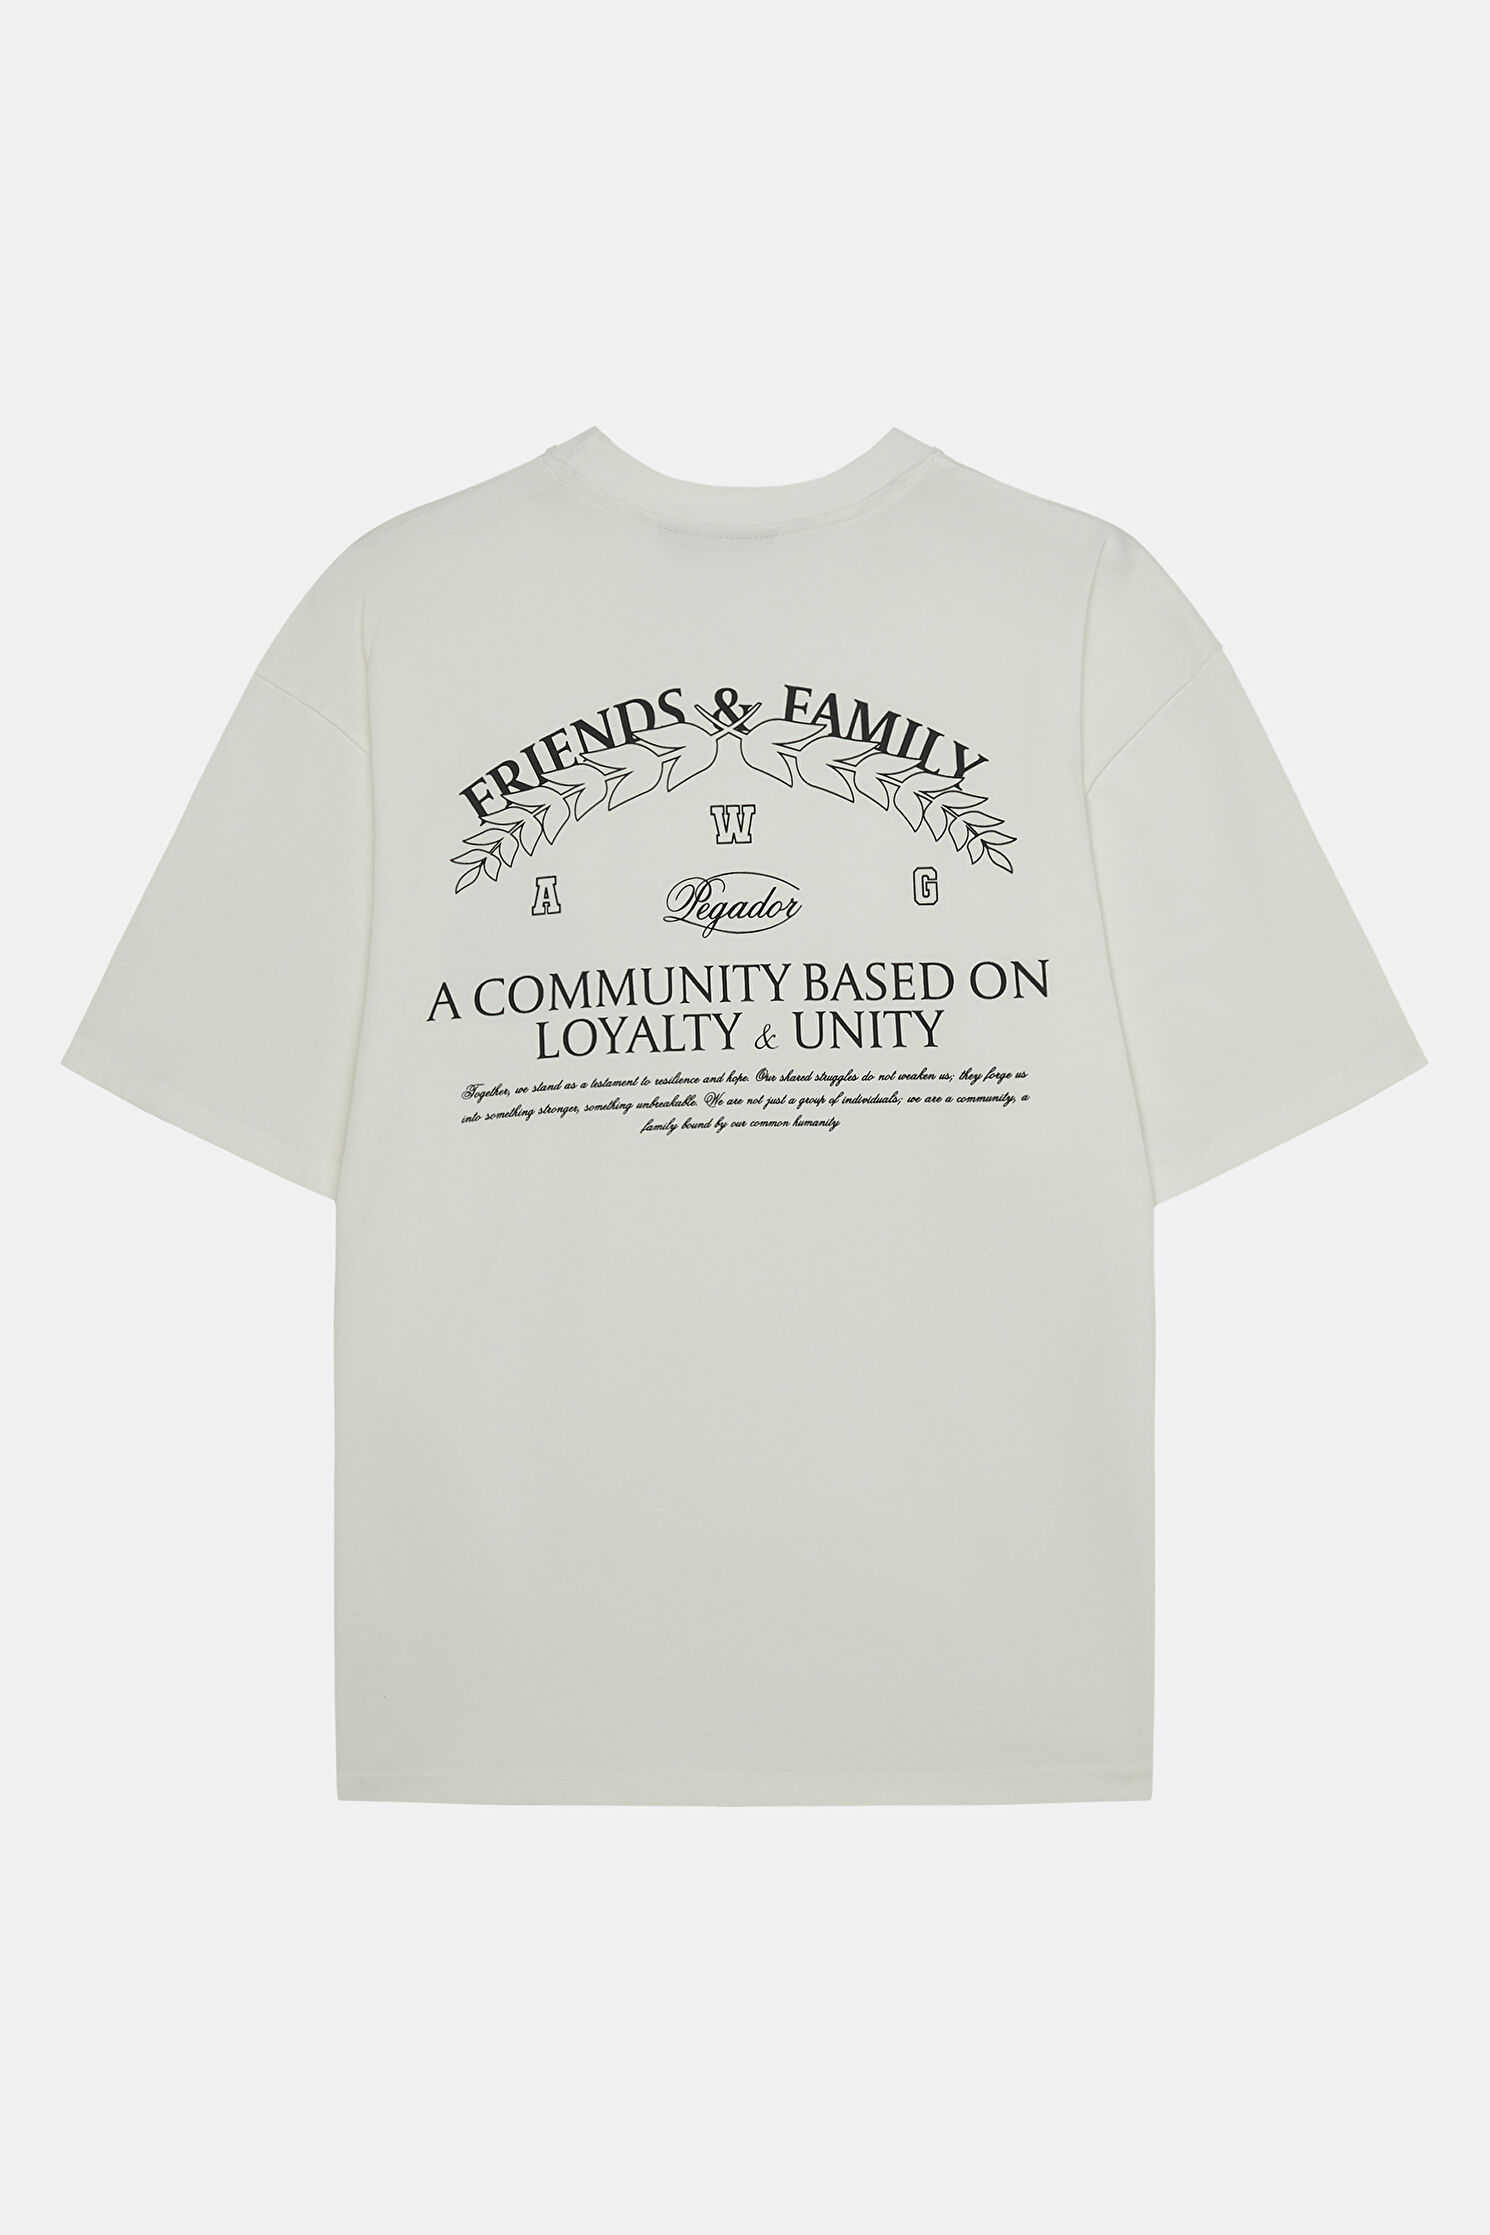 FRIENDS & FAMILY
W
A Pegador G
A COMMUNITY BASED ON
LOYALTY & UNITY
Together, we stand as a testament to resilience and hope. Our shared struggles do not weaken us; they forge us
into something stronger, something unbreakable. We are not just a group of individuals; we are a community, a
family bound by our common humanity